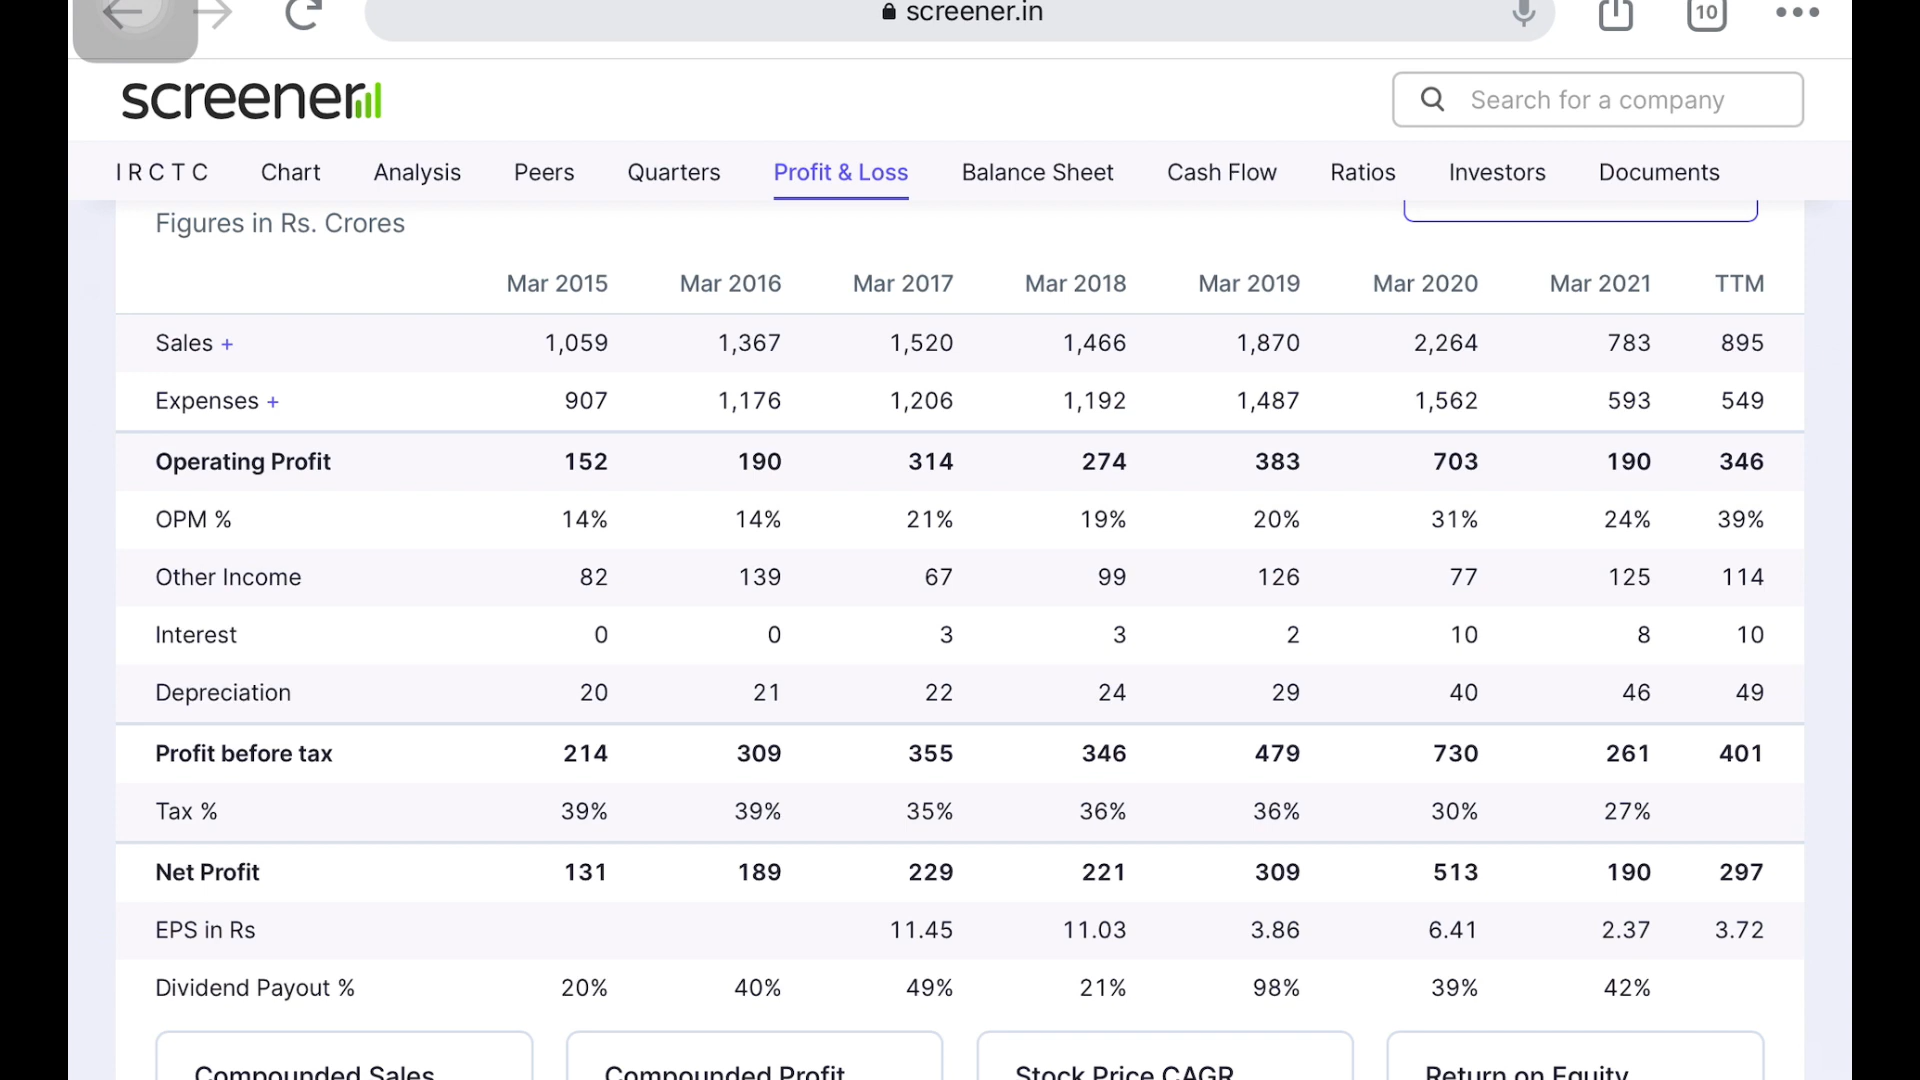 screener.in
10
screener
Search for a company
I R C T C Chart Analysis Peers Quarters Profit & Loss Balance Sheet Cash Flow Ratios Investors Documents
Figures in Rs. Crores
Mar 2015 Mar 2016 Mar 2017 Mar 2018 Mar 2019 Mar 2020 Mar 2021 TTM
Sales + 1,059 1,367 1,520 1,466 1,870 2,264 783 895
Expenses + 907 1,176 1,206 1,192 1,487 1,562 593 549
Operating Profit 152 190 314 274 383 703 190 346
OPM % 14% 14% 21% 19% 20% 31% 24% 39%
Other Income 82 139 67 99 126 77 125 114
Interest 0 0 3 3 2 10 8 10
Depreciation 20 21 22 24 29 40 46 49
Profit before tax 214 309 355 346 479 730 261 401
Tax % 39% 39% 35% 36% 36% 30% 27%
Net Profit 131 189 229 221 309 513 190 297
EPS in Rs 11.45 11.03 3.86 6.41 2.37 3.72
Dividend Payout % 20% 40% 49% 21% 98% 39% 42%
Compounded Sales Compounded Profit Stock Price CAGR Return on Equity